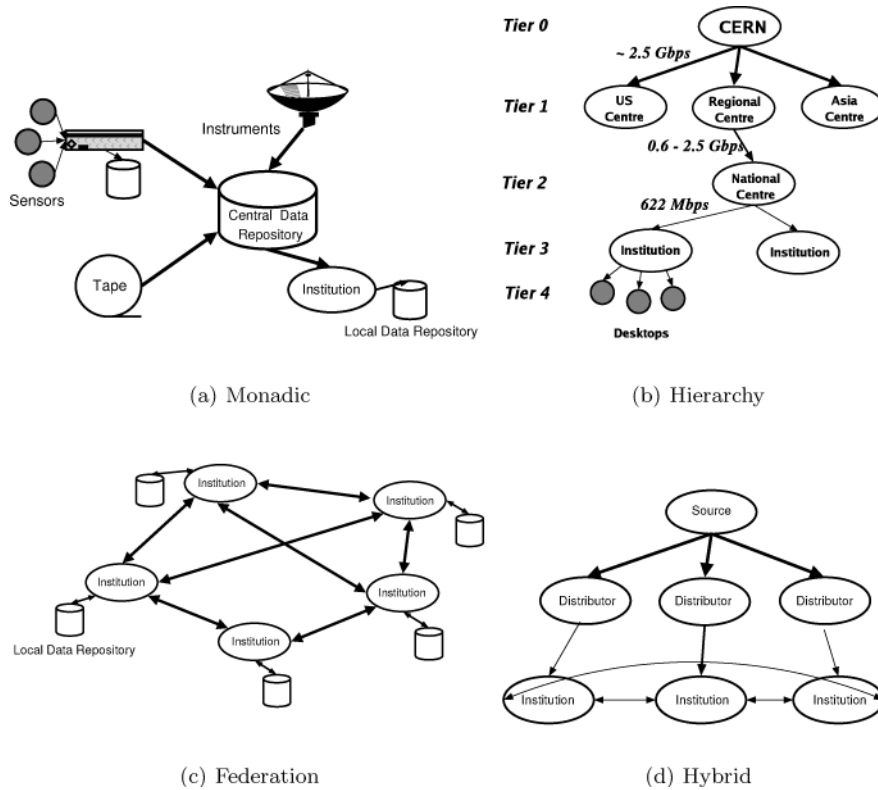 Instruments
Sensors
Central Data
Repository
Tape
Institution
Local Data Repository
(a) Monadic
Tier 0
CERN
~ 2.5 Gbps
Tier 1
US
Centre
Regional
Centre
Asia
Centre
0.6 - 2.5 Gbps
Tier 2
National
Centre
622 Mbps
Tier 3
Institution
Institution
Tier 4
Desktops
(b) Hierarchy
Institution
Institution
Institution
Institution
Institution
Local Data Repository
(c) Federation
Source
Distributor
Distributor
Distributor
Institution
Institution
Institution
(d) Hybrid